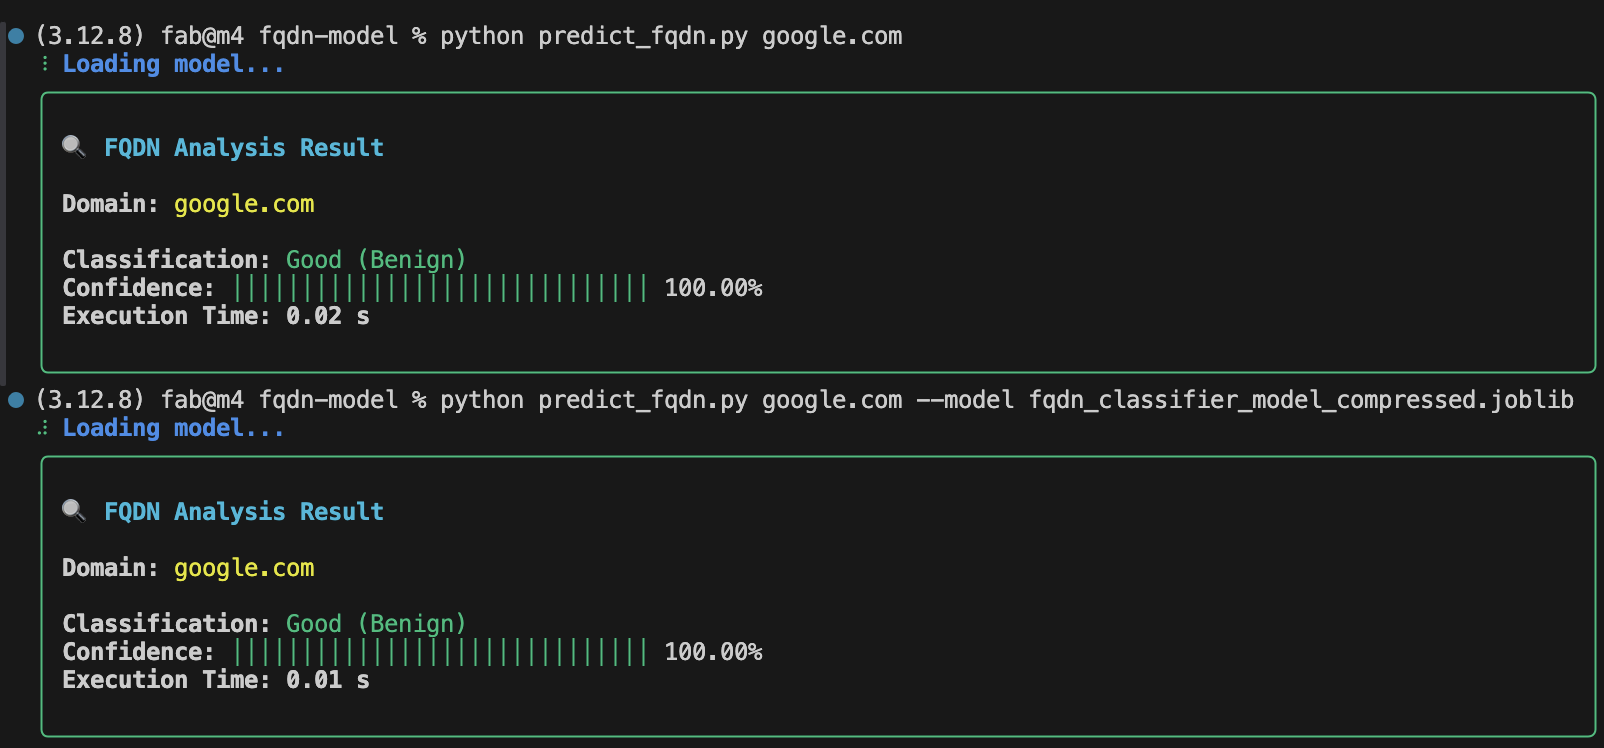 (3.12.8) fab@m4 fqdn-model % python predict_fqdn.py google.com
Loading model...
🔍 FQDN Analysis Result
Domain: google.com
Classification: Good (Benign)
Confidence: |||||||||||||||||||||||||||||| 100.00%
Execution Time: 0.02 s
(3.12.8) fab@m4 fqdn-model % python predict_fqdn.py google.com --model fqdn_classifier_model_compressed.joblib
Loading model...
🔍 FQDN Analysis Result
Domain: google.com
Classification: Good (Benign)
Confidence: |||||||||||||||||||||||||||||| 100.00%
Execution Time: 0.01 s